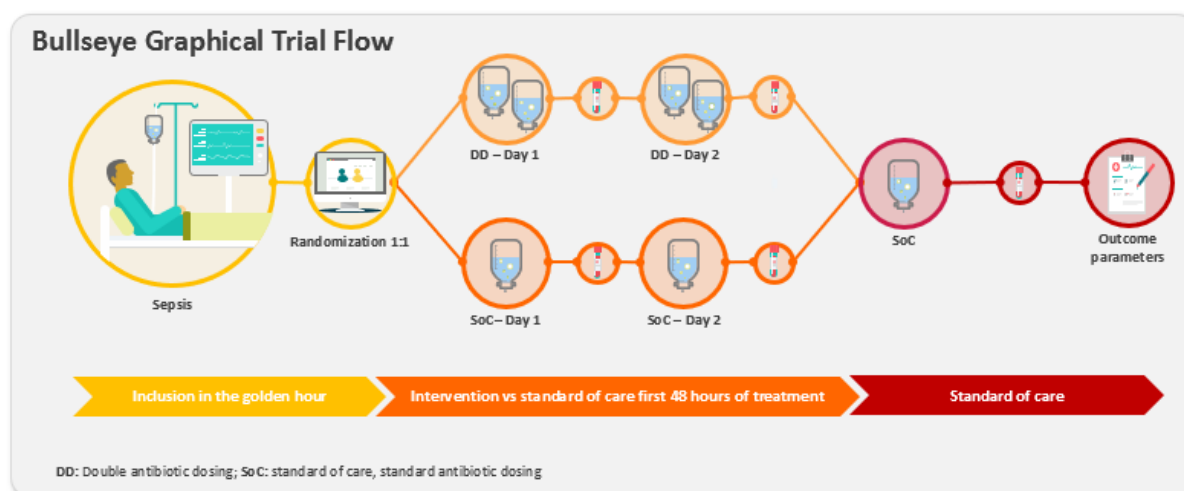 Bullseye Graphical Trial Flow
DD – Day 1
DD – Day 2
Randomization 1:1
SoC
Outcome
parameters
Sepsis
SoC– Day 1
SoC – Day 2
Inclusion in the golden hour
Intervention vs standard of care first 48 hours of treatment
Standard of care
DD: Double antibiotic dosing; SoC: standard of care, standard antibiotic dosing